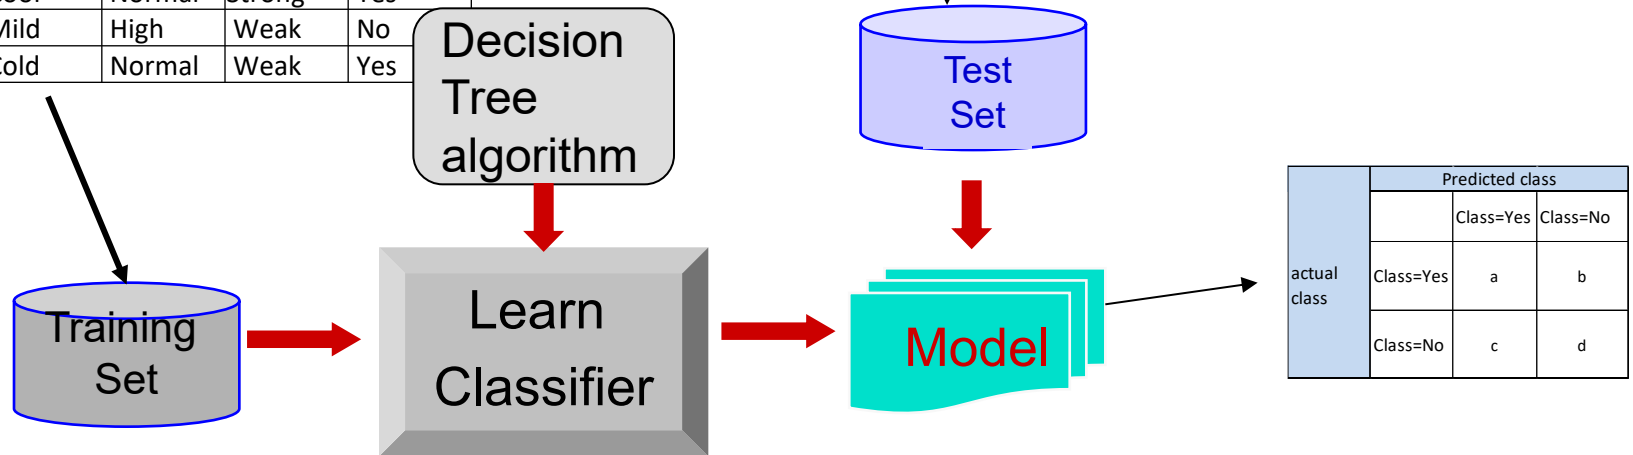 Mild High Weak No
Cold Normal Weak Yes
Decision
Tree
algorithm
Test
Set
Training
Set
Learn
Classifier
Model
Predicted class
Class=Yes Class=No
actual
class
Class=Yes a b
Class=No c d